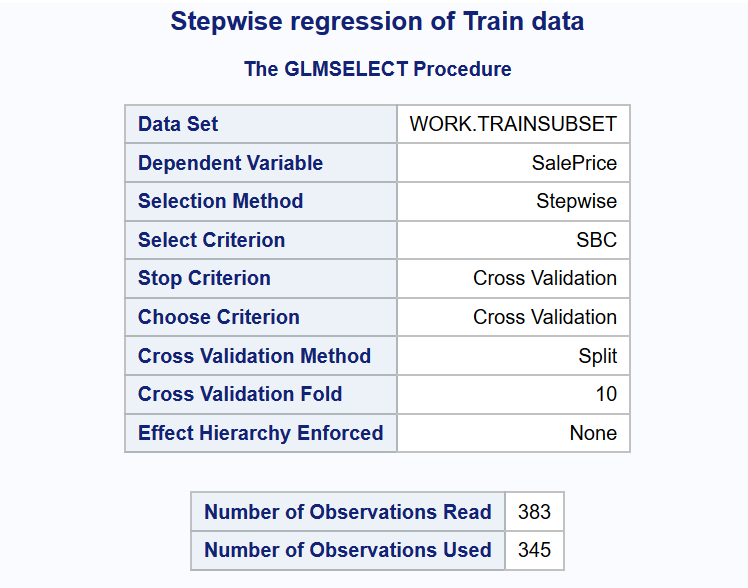 Stepwise regression of Train data
The GLMSELECT Procedure
Data Set WORK.TRAINSUBSET
Dependent Variable SalePrice
Selection Method Stepwise
Select Criterion SBC
Stop Criterion Cross Validation
Choose Criterion Cross Validation
Cross Validation Method Split
Cross Validation Fold 10
Effect Hierarchy Enforced None
Number of Observations Read 383
Number of Observations Used 345